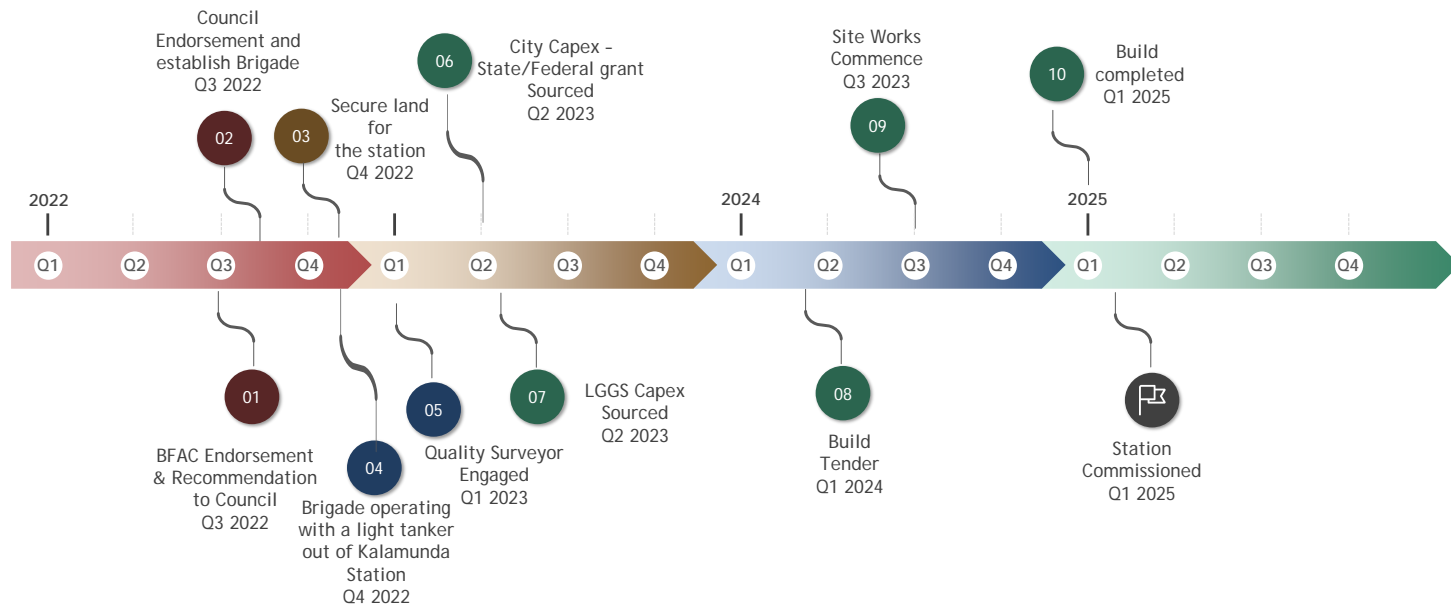 Council
Endorsement and
establish Brigade
Q3 2022
02
03
Secure land
for
the station
Q4 2022
06
City Capex –
State/Federal grant
Sourced
Q2 2023
Site Works
Commence
Q3 2023
09
10
Build
completed
Q1 2025
2022
2024
2025
Q1
Q2
Q3
Q4
Q1
Q2
Q3
Q4
Q1
Q2
Q3
Q4
Q1
Q2
Q3
Q4
01
BFAC Endorsement
& Recommendation
to Council
Q3 2022
04
Brigade operating
with a light tanker
out of Kalamunda
Station
Q4 2022
05
Quality Surveyor
Engaged
Q1 2023
07
LGGS Capex
Sourced
Q2 2023
08
Build
Tender
Q1 2024
Station
Commissioned
Q1 2025